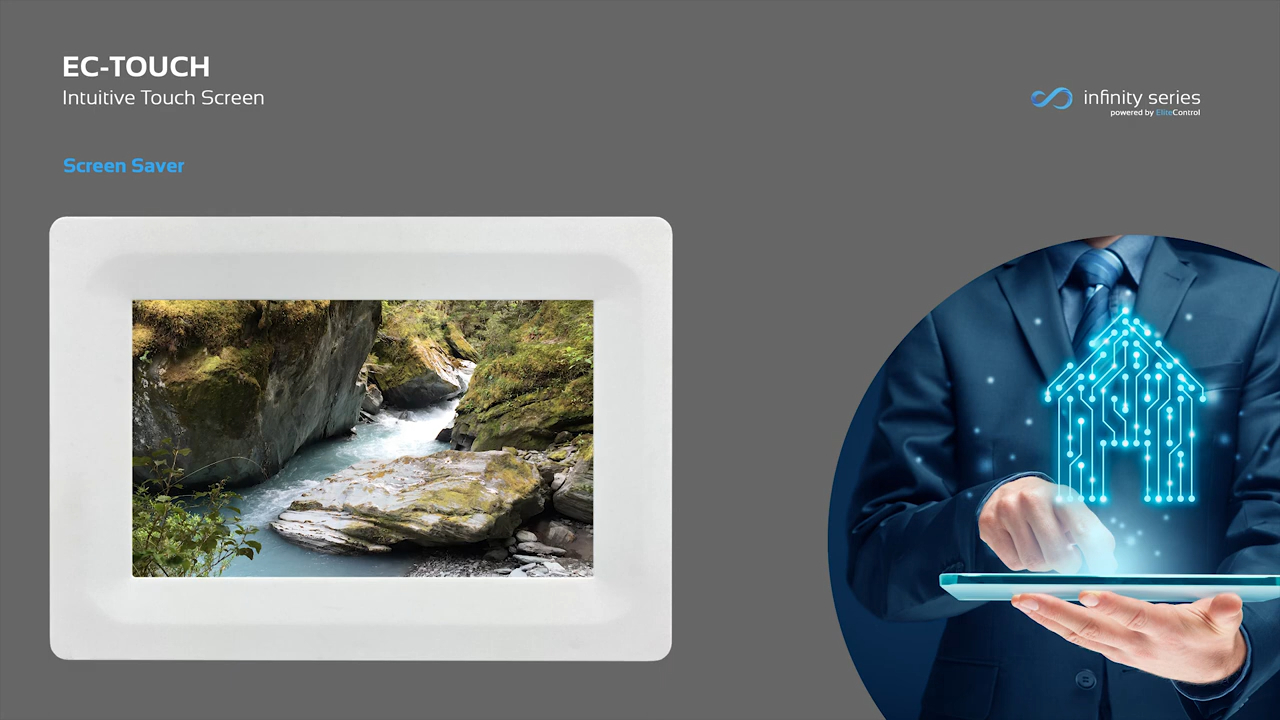 EC-TOUCH
Intuitive Touch Screen
infinity series
powered by EliteControl
Screen Saver